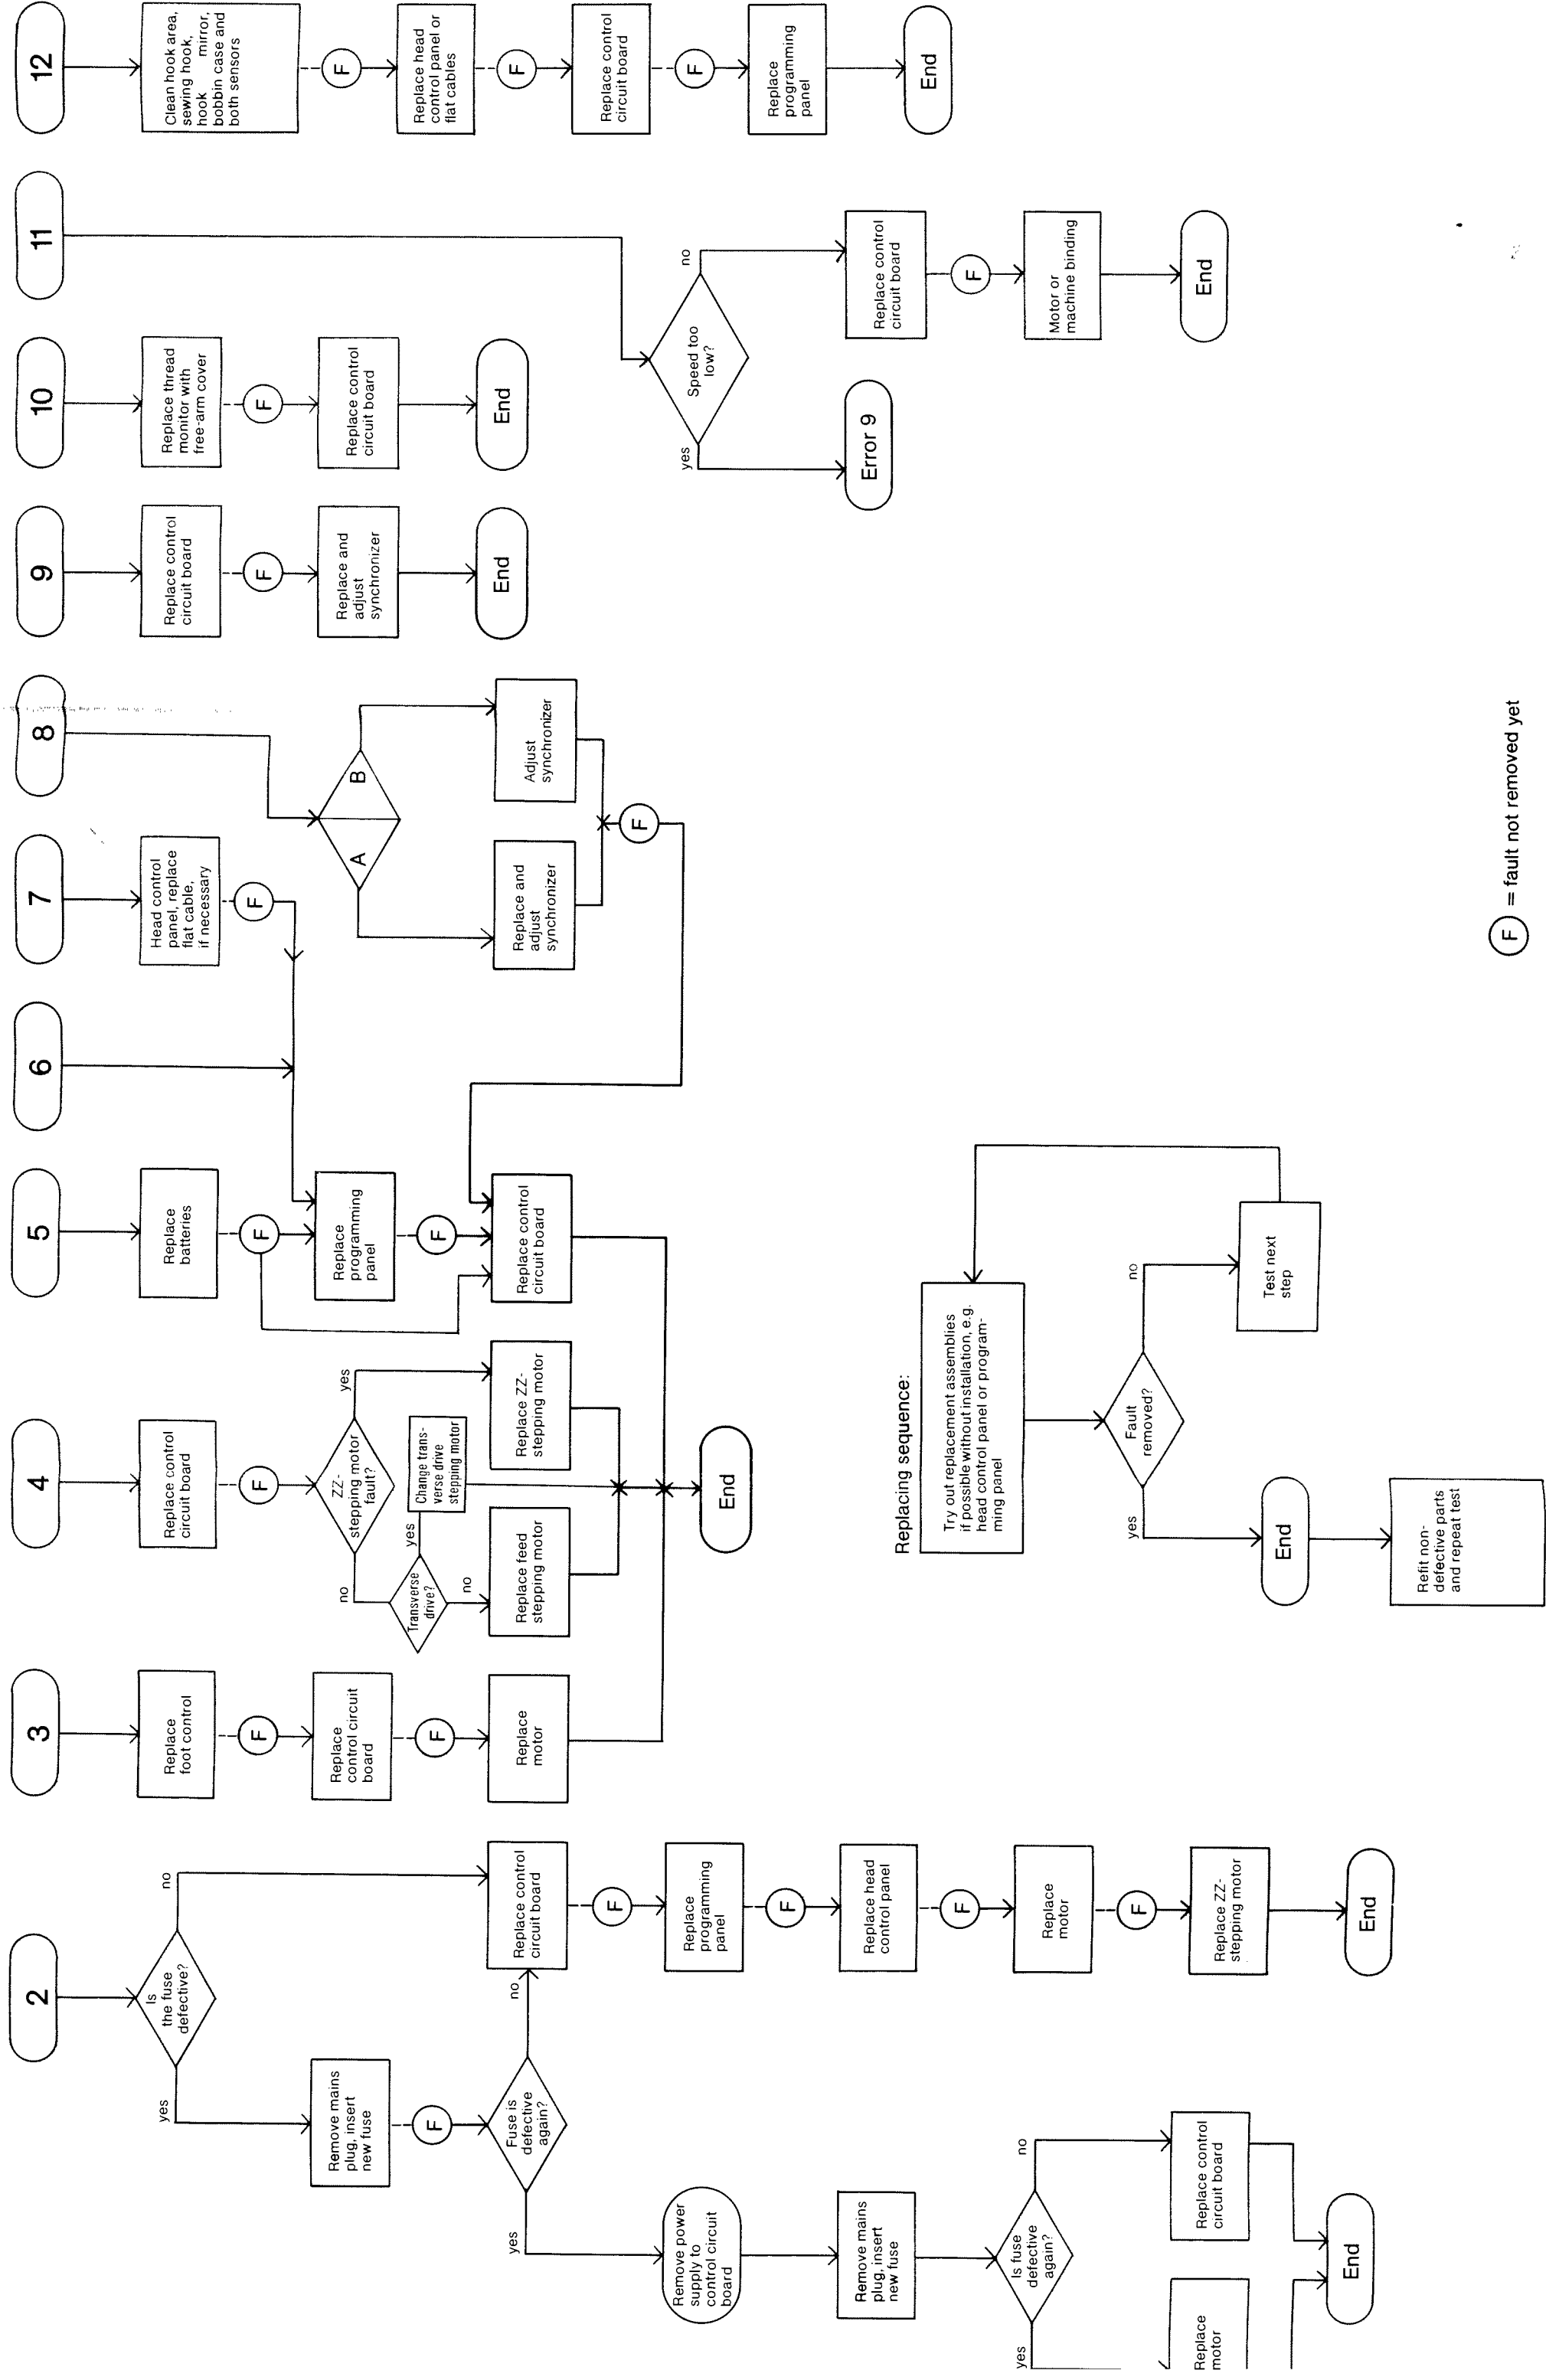 2
Is
the fuse
defective?
yes
no
Remove mains
plug, insert
new fuse
F
Fuse is
defective
again?
yes
no
Remove power
supply to
control circuit
board
Remove mains
plug, insert
new fuse
Is fuse
defective
again?
yes
no
Replace
motor
Replace control
circuit board
End
Replace control
circuit board
F
Replace
programming
panel
F
Replace head
control panel
F
Replace
motor
F
Replace ZZ-
stepping motor
End
3
Replace
foot control
F
Replace
control circuit
board
F
Replace
motor
4
Replace control
circuit board
F
ZZ-
stepping motor
fault?
no
yes
Transverse
drive?
yes
no
Change trans-
verse drive
stepping motor
Replace feed
stepping motor
Replace ZZ-
stepping motor
End
5
Replace
batteries
F
Replace
programming
panel
F
Replace control
circuit board
6
7
Head control
panel, replace
flat cable,
if necessary
F
8
A
B
Replace and
adjust
synchronizer
Adjust
synchronizer
F
9
Replace control
circuit board
F
Replace and
adjust
synchronizer
End
10
Replace thread
monitor with
free-arm cover
F
Replace control
circuit board
End
11
Speed too
low?
yes
no
Error 9
Replace control
circuit board
F
Motor or
machine binding
End
12
Clean hook area,
sewing hook,
hook mirror,
bobbin case and
both sensors
F
Replace head
control panel or
flat cables
F
Replace control
circuit board
F
Replace
programming
panel
End
Replacing sequence:
Try out replacement assemblies
if possible without installation, e.g.
head control panel or program-
ming panel
Fault
removed?
yes
no
Test next
step
End
Refit non-
defective parts
and repeat test
F = fault not removed yet